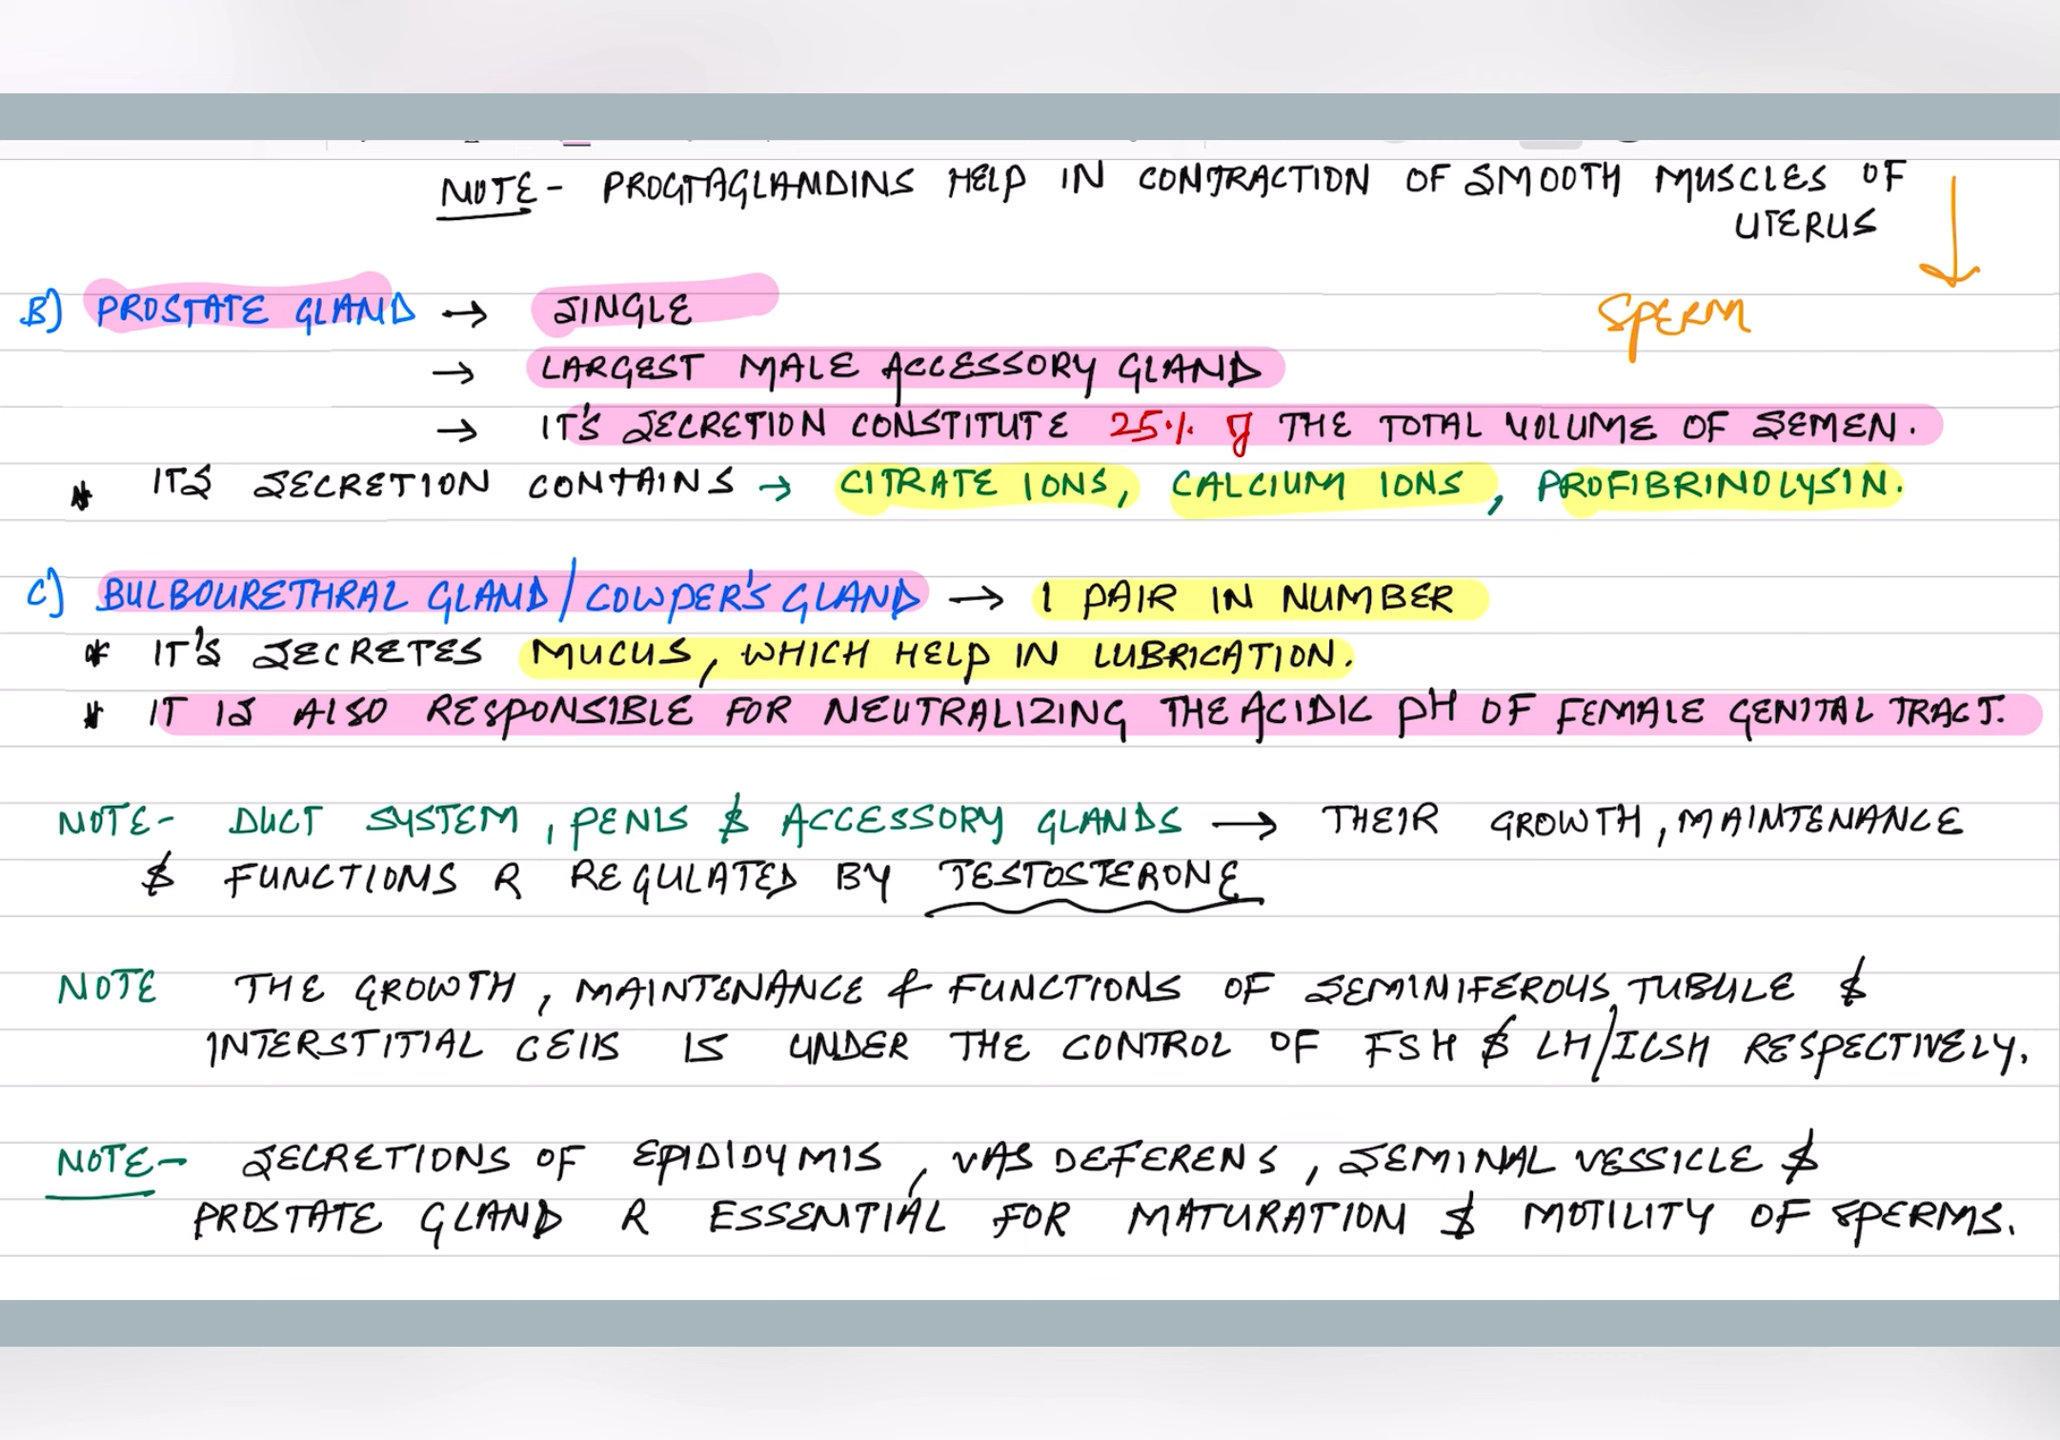 NOTE - PROGTAGLANDINS HELP IN CONTRACTION OF SMOOTH MUSCLES OF
UTERUS
B) PROSTATE GLAND → SINGLE
SPERM
→ LARGEST MALE ACCESSORY GLAND
→ IT'S SECRETION CONSTITUTE 25% of THE TOTAL VOLUME OF SEMEN.
* ITS SECRETION CONTAINS → CITRATE IONS, CALCIUM IONS, PROFIBRINOLYSIN.
C) BULBOURETHRAL GLAND/COWPER'S GLAND → 1 PAIR IN NUMBER
* IT'S SECRETES MUCUS, WHICH HELP IN LUBRICATION.
* IT IS ALSO RESPONSIBLE FOR NEUTRALIZING THE ACIDIC pH OF FEMALE GENITAL TRACT.
NOTE- DUCT SYSTEM, PENIS & ACCESSORY GLANDS → THEIR GROWTH, MAINTENANCE
& FUNCTIONS R REGULATED BY TESTOSTERONE
NOTE THE GROWTH, MAINTENANCE & FUNCTIONS OF SEMINIFEROUS TUBULE &
INTERSTITIAL CELLS IS UNDER THE CONTROL OF FSH & LH/ICSH RESPECTIVELY.
NOTE- SECRETIONS OF EPIDIDYMIS, VAS DEFERENS, SEMINAL VESSICLE &
PROSTATE GLAND R ESSENTIAL FOR MATURATION & MOTILITY OF SPERMS.